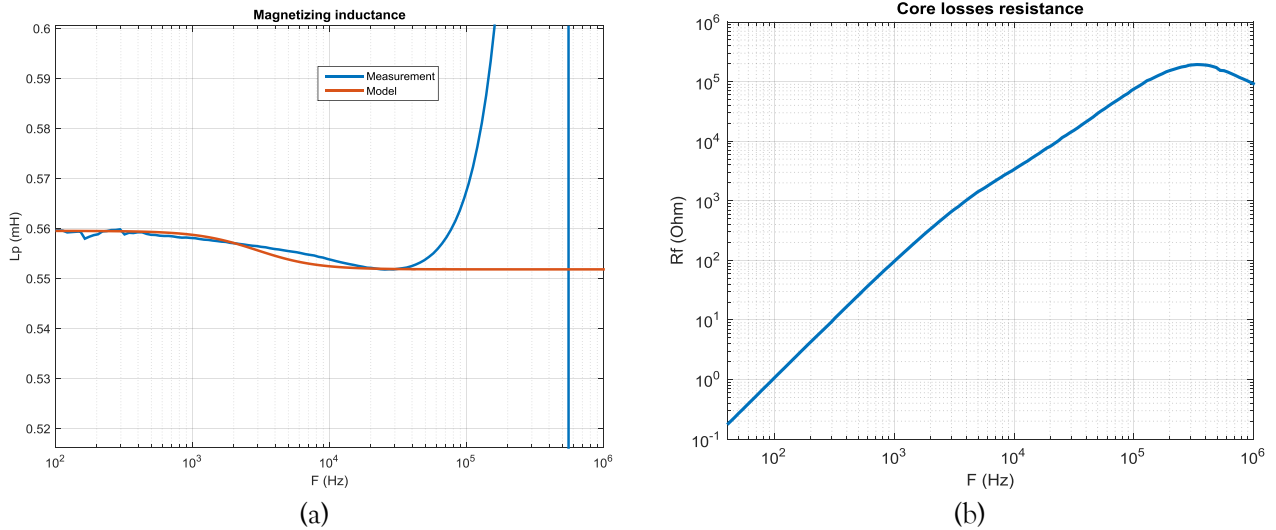 Magnetizing inductance
0.6
0.59
0.58
0.57
0.56
0.55
0.54
0.53
0.52
Lp (mH)
Measurement
Model
10^2 10^3 10^4 10^5 10^6
F (Hz)
(a)
Core losses resistance
10^6
10^5
10^4
10^3
10^2
10^1
10^0
10^-1
Rf (Ohm)
10^2 10^3 10^4 10^5 10^6
F (Hz)
(b)